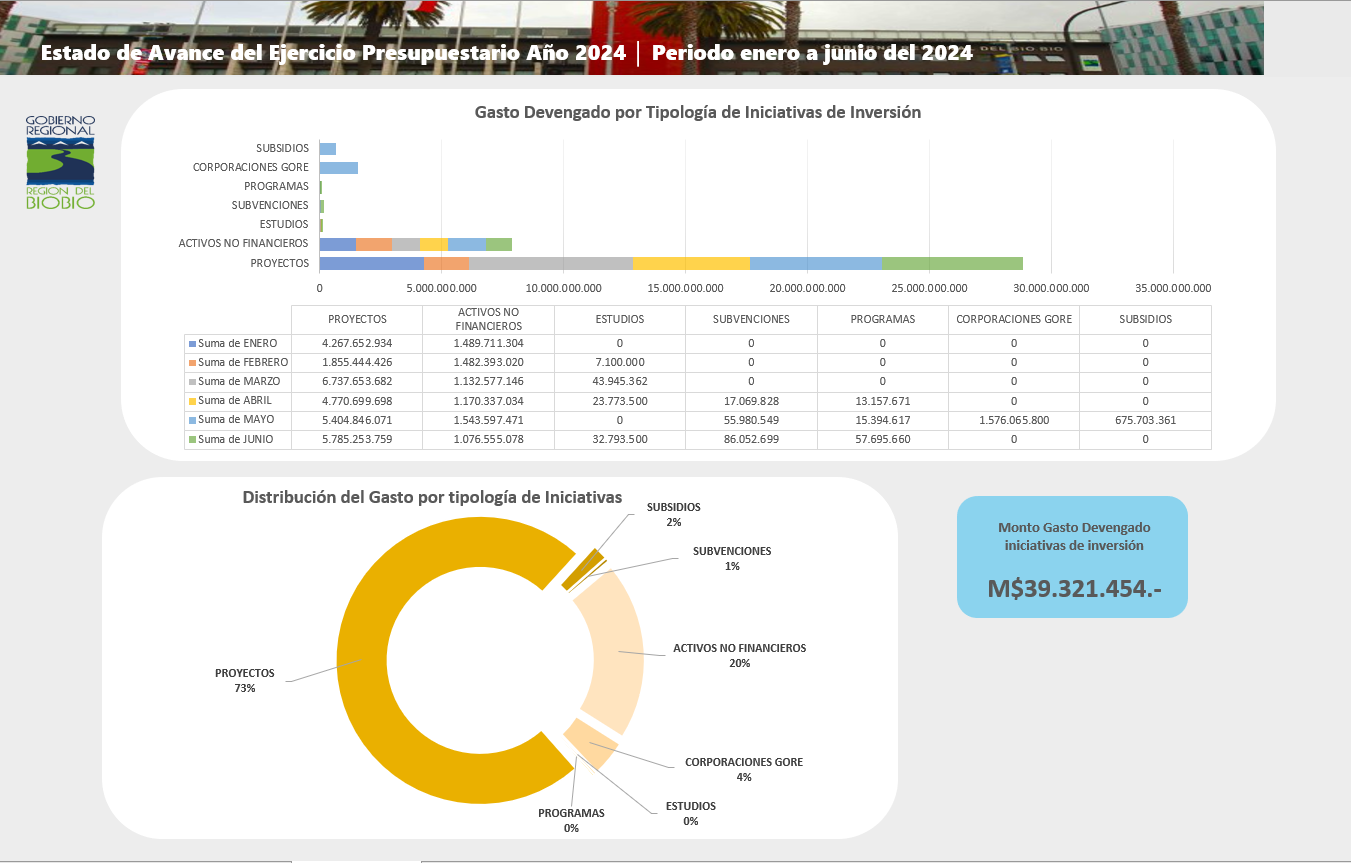 Estado de Avance del Ejercicio Presupuestario Año 2024 | Periodo enero a junio del 2024
DEL BIO BIO
GOBIERNO
REGIONAL
REGION DEL
BIOBIO
Gasto Devengado por Tipología de Iniciativas de Inversión
SUBSIDIOS
CORPORACIONES GORE
PROGRAMAS
SUBVENCIONES
ESTUDIOS
ACTIVOS NO FINANCIEROS
PROYECTOS
0 5.000.000.000 10.000.000.000 15.000.000.000 20.000.000.000 25.000.000.000 30.000.000.000 35.000.000.000
PROYECTOS ACTIVOS NO FINANCIEROS ESTUDIOS SUBVENCIONES PROGRAMAS CORPORACIONES GORE SUBSIDIOS
Suma de ENERO 4.267.652.934 1.489.711.304 0 0 0 0 0
Suma de FEBRERO 1.855.444.426 1.482.393.020 7.100.000 0 0 0 0
Suma de MARZO 6.737.653.682 1.132.577.146 43.945.362 0 0 0 0
Suma de ABRIL 4.770.699.698 1.170.337.034 23.773.500 17.069.828 13.157.671 0 0
Suma de MAYO 5.404.846.071 1.543.597.471 0 55.980.549 15.394.617 1.576.065.800 675.703.361
Suma de JUNIO 5.785.253.759 1.076.555.078 32.793.500 86.052.699 57.695.660 0 0
Distribución del Gasto por tipología de Iniciativas
SUBSIDIOS
2%
SUBVENCIONES
1%
ACTIVOS NO FINANCIEROS
20%
PROYECTOS
73%
CORPORACIONES GORE
4%
ESTUDIOS
0%
PROGRAMAS
0%
Monto Gasto Devengado
iniciativas de inversión
M$39.321.454.-